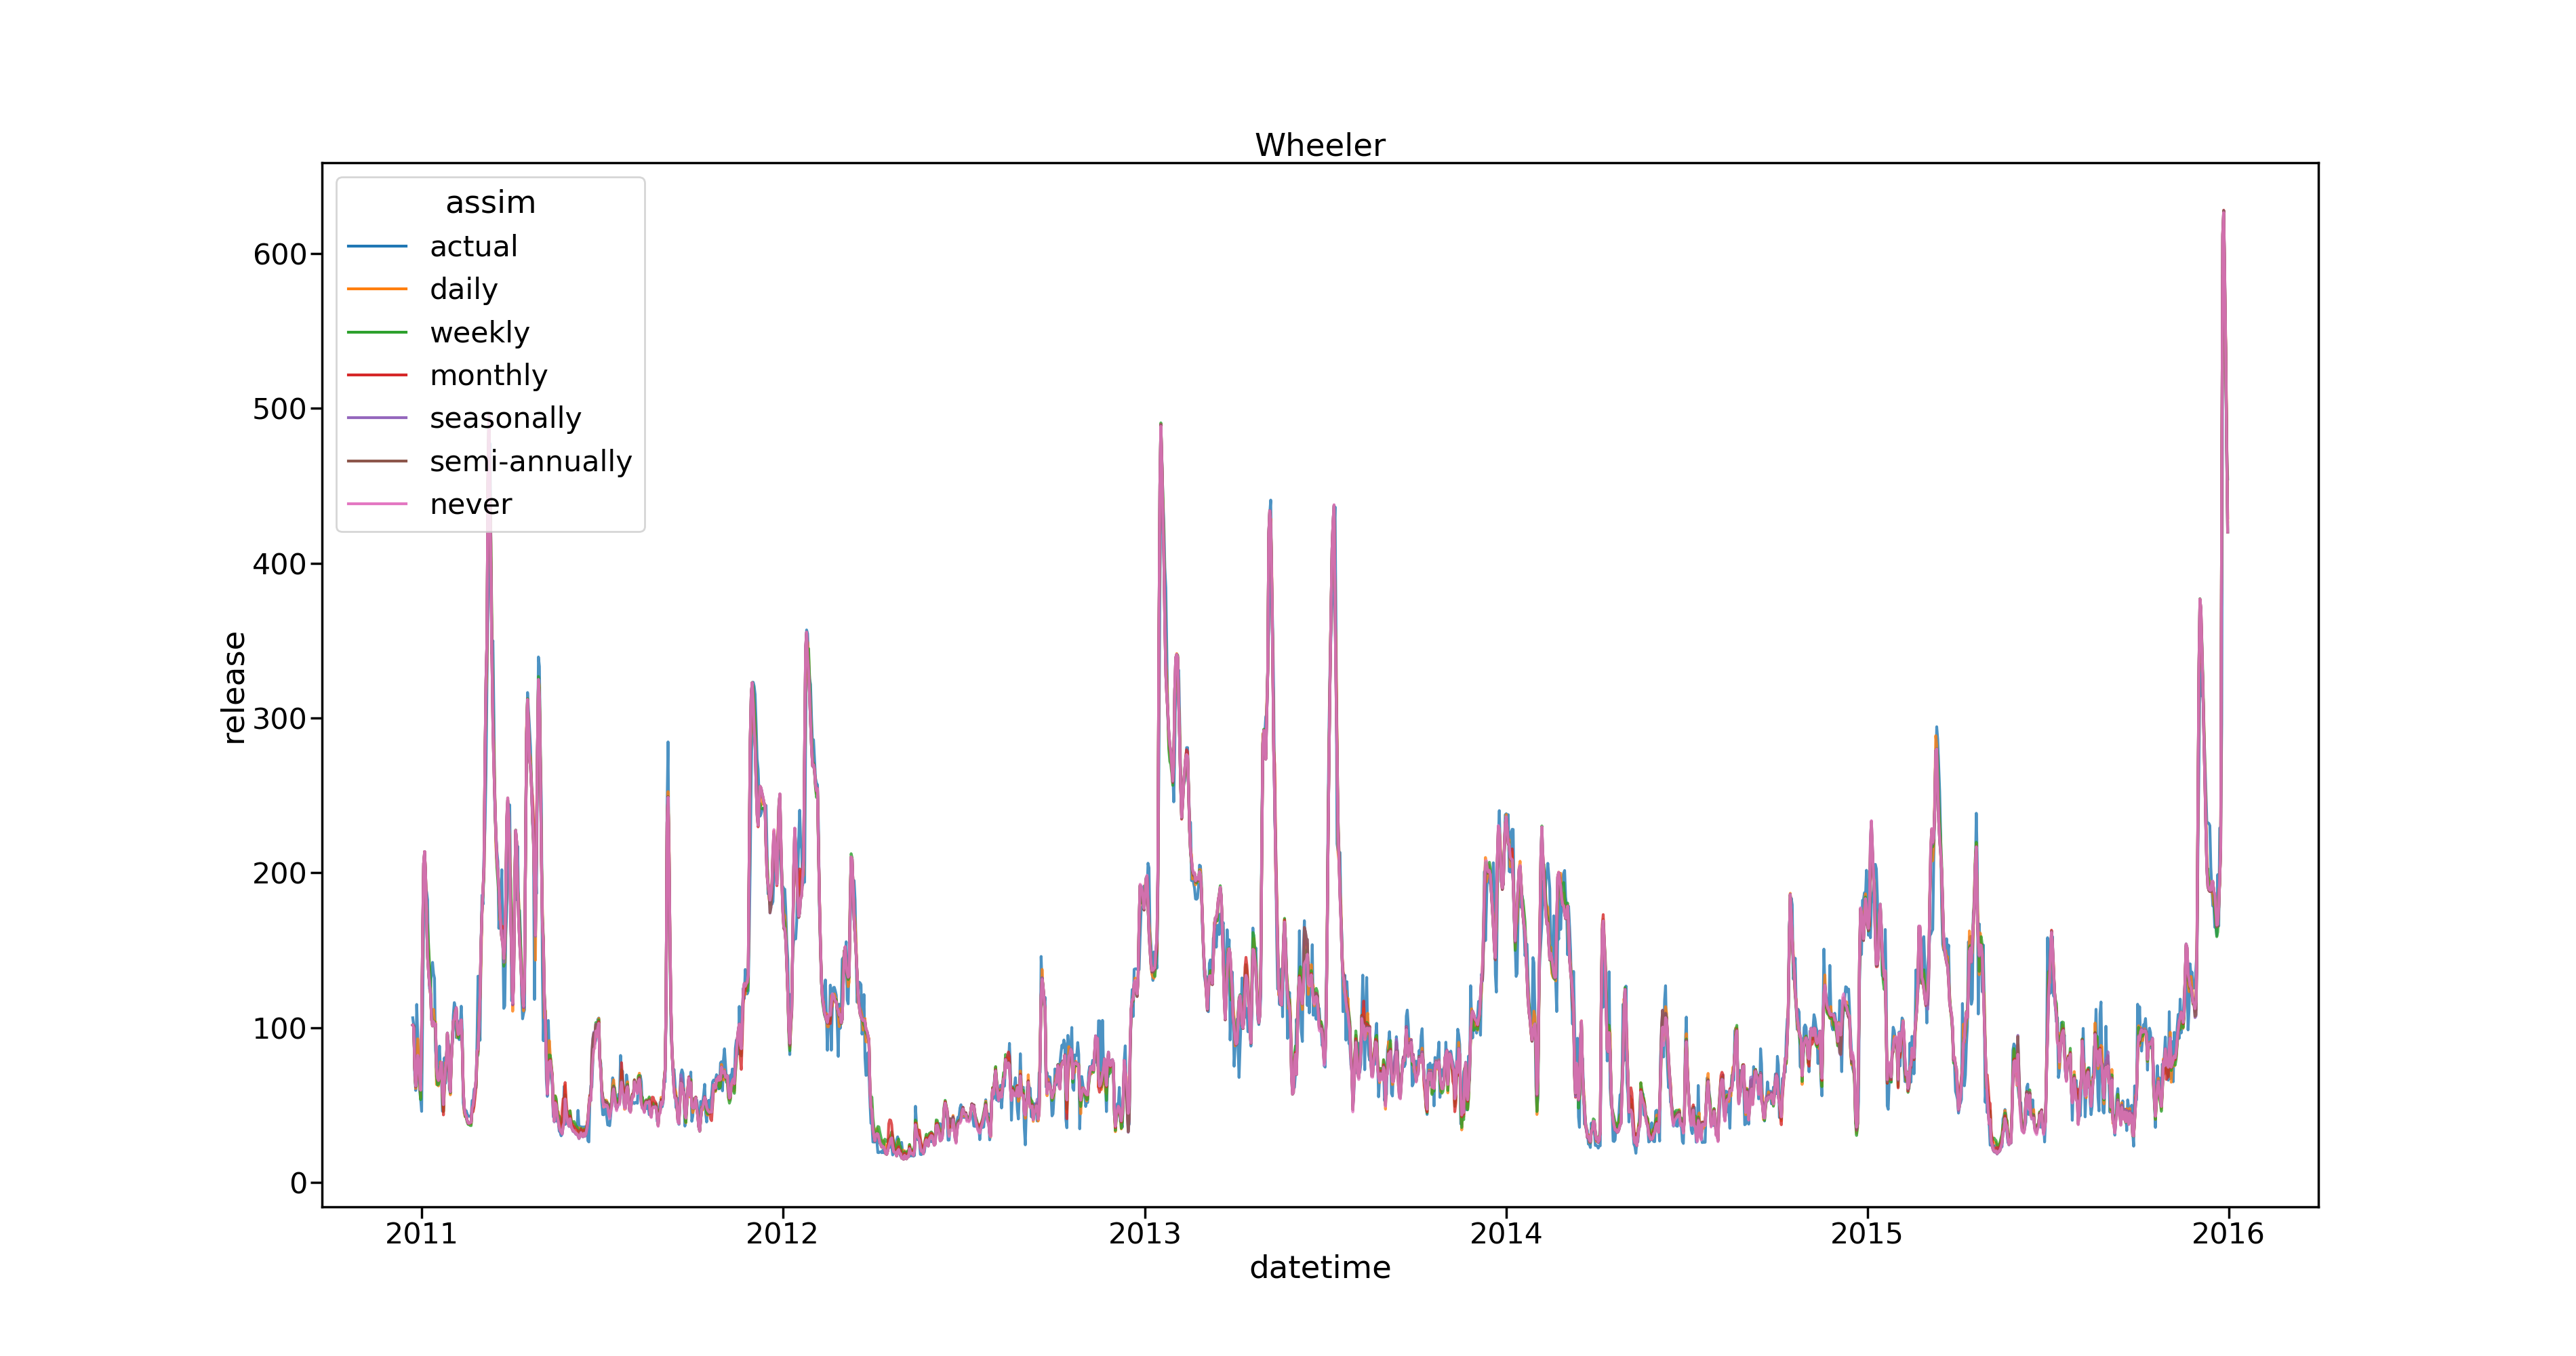 Wheeler
assim
actual
daily
weekly
monthly
seasonally
semi-annually
never
release
600
500
400
300
200
100
0
2011 2012 2013 2014 2015 2016
datetime